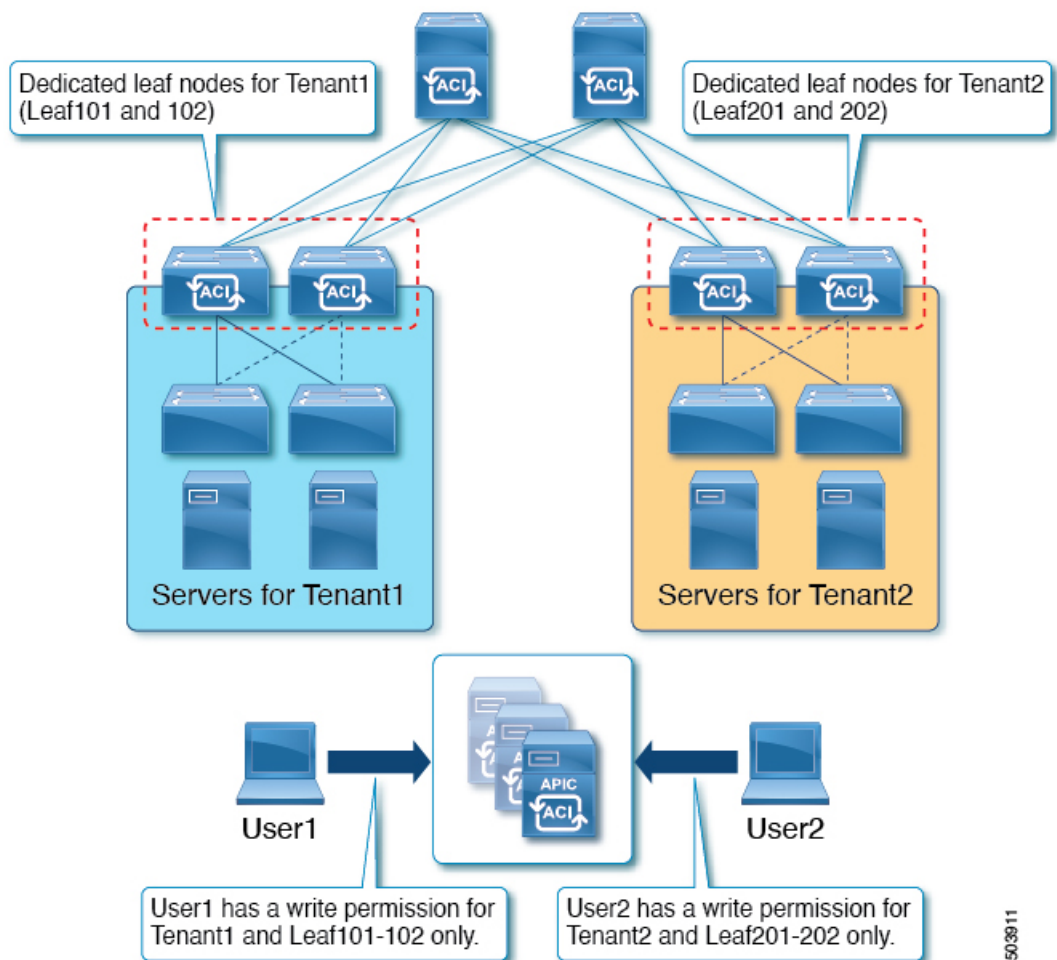 ACI
ACI
Dedicated leaf nodes for Tenant1
(Leaf101 and 102)
Dedicated leaf nodes for Tenant2
(Leaf201 and 202)
ACI
ACI
ACI
ACI
Servers for Tenant1
Servers for Tenant2
APIC
ACI
User1
User2
User1 has a write permission for
Tenant1 and Leaf101-102 only.
User2 has a write permission for
Tenant2 and Leaf201-202 only.
503911